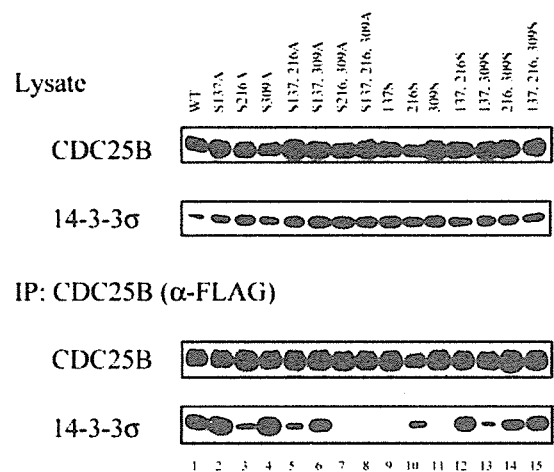 Lysate
WT
S137A
S216A
S309A
S137, 216A
S137, 309A
S216, 309A
S137, 216, 309A
137S
216S
309S
137, 216S
137, 309S
216, 309S
137, 216, 309S
CDC25B
14-3-3σ
IP: CDC25B (α-FLAG)
CDC25B
14-3-3σ
1 2 3 4 5 6 7 8 9 10 11 12 13 14 15